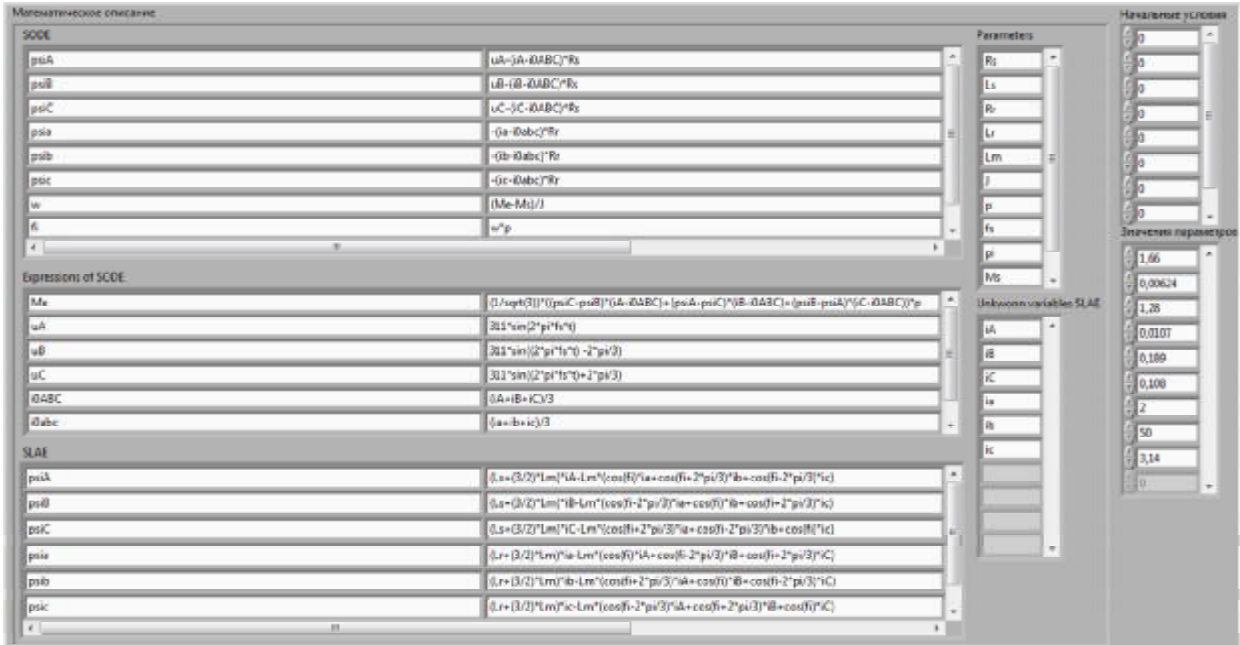 Математическое описание
SODE
psiA uA-(iA-i0ABC)*Rs
psiB uB-(iB-i0ABC)*Rs
psiC uC-(iC-i0ABC)*Rs
psia -(ia-i0abc)*Rr
psib -(ib-i0abc)*Rr
psic -(ic-i0abc)*Rr
w (Me-Ms)/J
fi w*p
Expressions of SODE
Me (1/sqrt(3))*((psiC-psiB)*(iA-i0ABC)+(psiA-psiC)*(iB-i0ABC)+(psiB-psiA)*(iC-i0ABC))*p
uA 311*sin(2*pi*fs*t)
uB 311*sin((2*pi*fs*t) -2*pi/3)
uC 311*sin((2*pi*fs*t)+2*pi/3)
i0ABC (iA+iB+iC)/3
i0abc (ia+ib+ic)/3
SLAE
psiA (Ls+(3/2)*Lm)*iA-Lm*(cos(fi)*ia+cos(fi+2*pi/3)*ib+cos(fi-2*pi/3)*ic)
psiB (Ls+(3/2)*Lm)*iB-Lm*(cos(fi-2*pi/3)*ia+cos(fi)*ib+cos(fi+2*pi/3)*ic)
psiC (Ls+(3/2)*Lm)*iC-Lm*(cos(fi+2*pi/3)*ia+cos(fi-2*pi/3)*ib+cos(fi)*ic)
psia (Lr+(3/2)*Lm)*ia-Lm*(cos(fi)*iA+cos(fi-2*pi/3)*iB+cos(fi+2*pi/3)*iC)
psib (Lr+(3/2)*Lm)*ib-Lm*(cos(fi+2*pi/3)*iA+cos(fi)*iB+cos(fi-2*pi/3)*iC)
psic (Lr+(3/2)*Lm)*ic-Lm*(cos(fi-2*pi/3)*iA+cos(fi+2*pi/3)*iB+cos(fi)*iC)
Parameters
Rs
Ls
Rr
Lr
Lm
J
p
fs
pi
Ms
Unkwonn variables SLAE
iA
iB
iC
ia
ib
ic
Начальные условия
0
0
0
0
0
0
0
0
Значения параметров
1,66
0,00624
1,28
0,0107
0,189
0,108
2
50
3,14
0